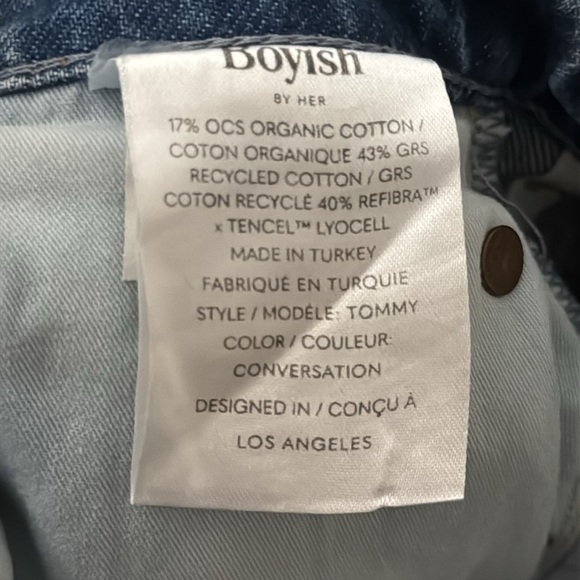 Boyish
BY HER
17% OCS ORGANIC COTTON /
COTON ORGANIQUE 43% GRS
RECYCLED COTTON / GRS
COTON RECYCLÉ 40% REFIBRA™
x TENCEL™ LYOCELL
MADE IN TURKEY
FABRIQUÉ EN TURQUIE
STYLE / MODÈLE: TOMMY
COLOR / COULEUR:
CONVERSATION
DESIGNED IN / CONÇU À
LOS ANGELES